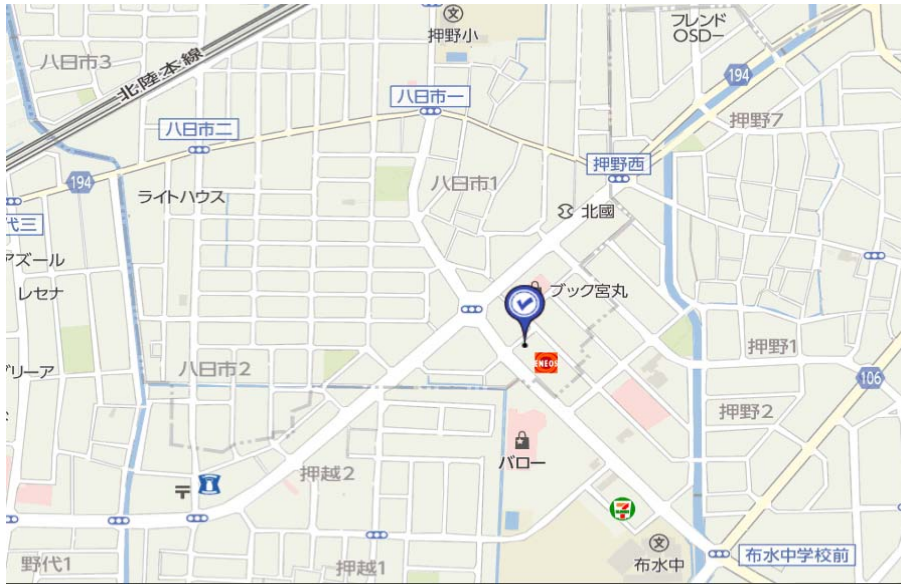 押野小
フレンド
OSD-
八日市3
北陸本線
194
八日市一
八日市二
押野7
押野西
194
八日市1
ライトハウス
北國
代三
アズール
レセナ
ブック宮丸
押野1
グリーア
八日市2
ENEOS
106
押野2
バロー
押越2
〒
7
布水中
布水中学校前
野代1
押越1